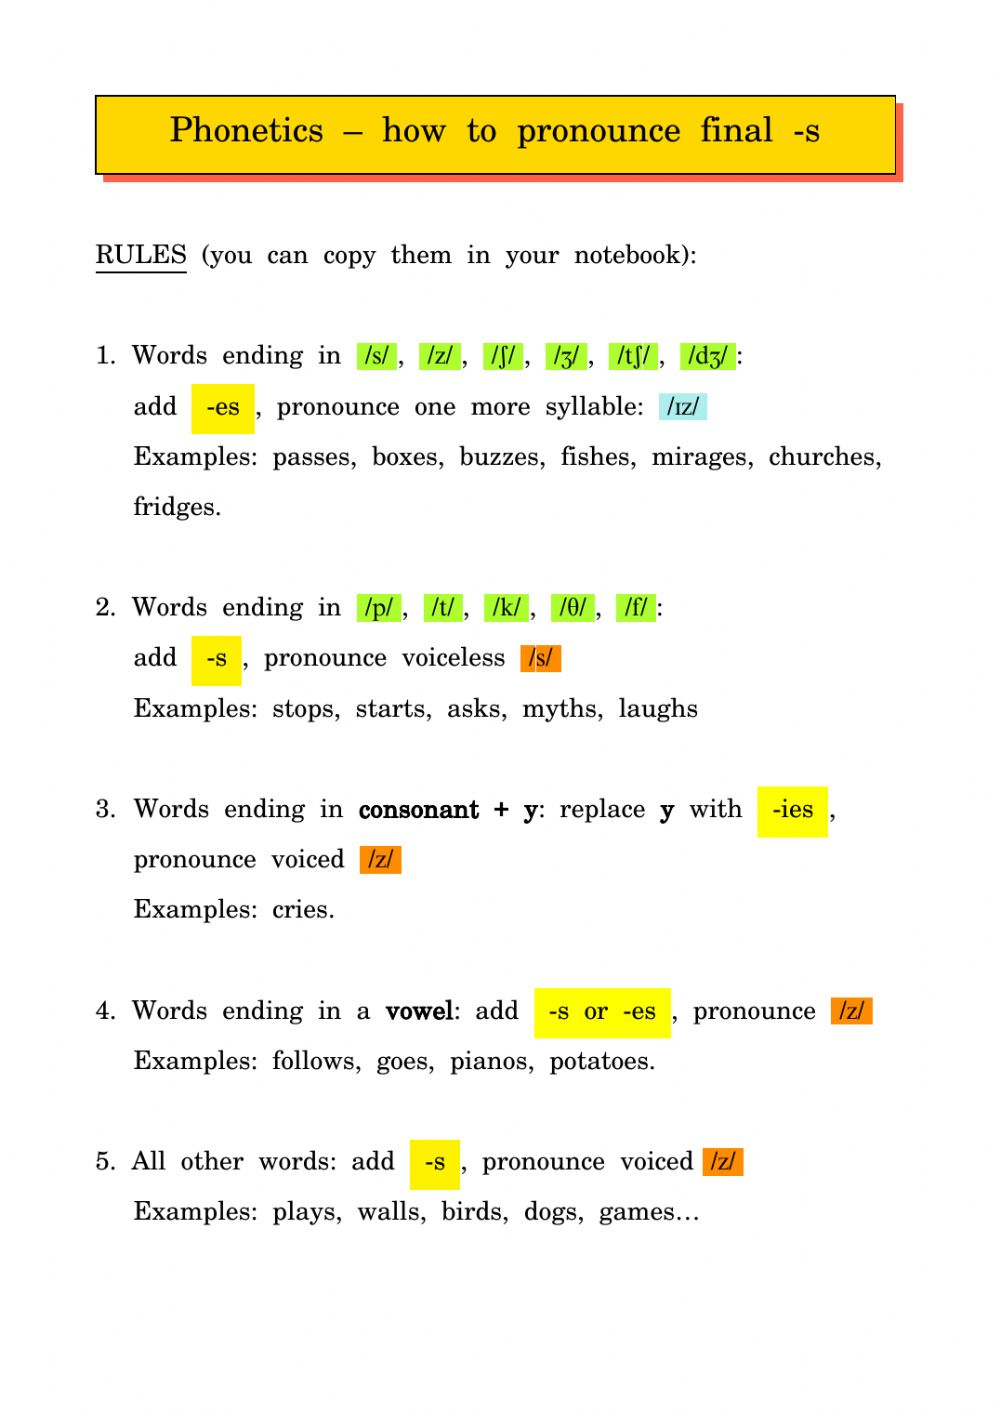 Phonetics – how to pronounce final -s
RULES (you can copy them in your notebook):
1. Words ending in /s/, /z/, /ʃ/, /ʒ/, /tʃ/, /dʒ/:
add -es, pronounce one more syllable: /ɪz/
Examples: passes, boxes, buzzes, fishes, mirages, churches,
fridges.
2. Words ending in /p/, /t/, /k/, /θ/, /f/:
add -s, pronounce voiceless /s/
Examples: stops, starts, asks, myths, laughs
3. Words ending in consonant + y: replace y with -ies,
pronounce voiced /z/
Examples: cries.
4. Words ending in a vowel: add -s or -es, pronounce /z/
Examples: follows, goes, pianos, potatoes.
5. All other words: add -s, pronounce voiced /z/
Examples: plays, walls, birds, dogs, games...